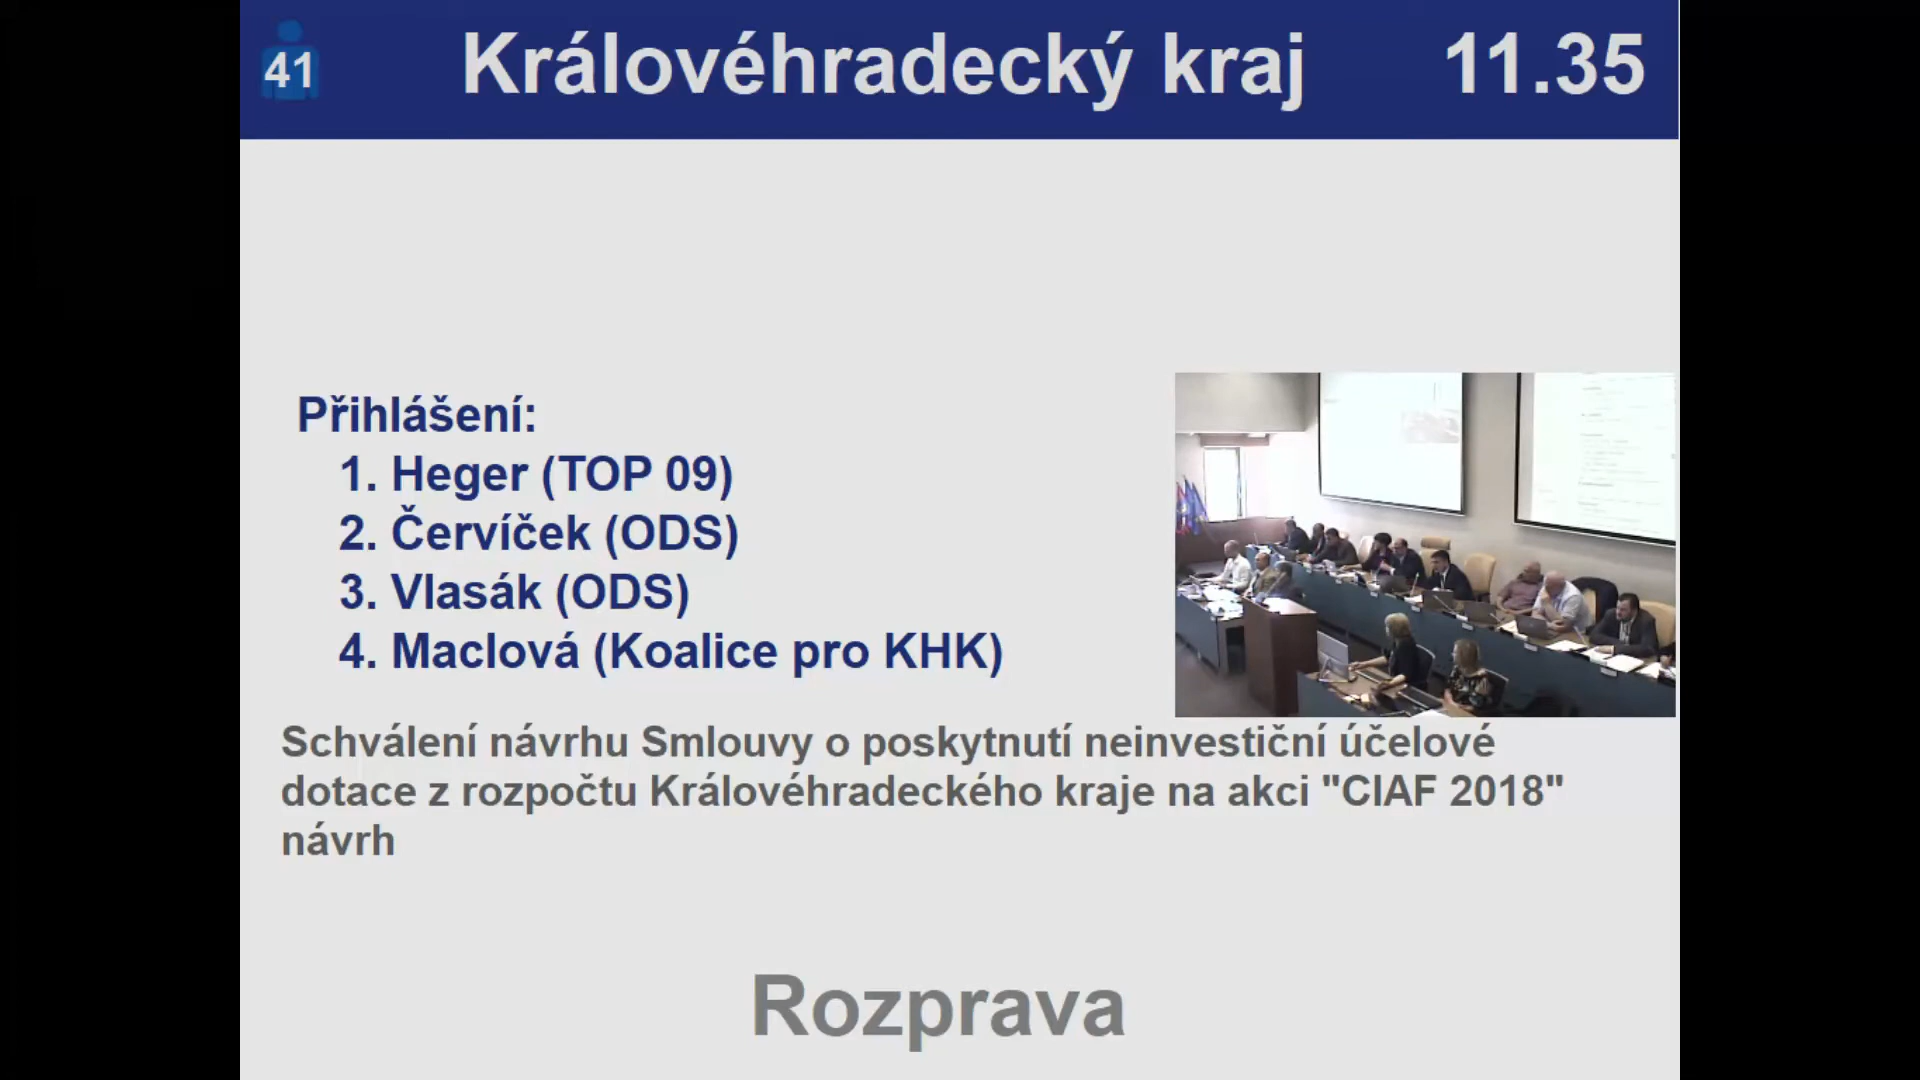 41 Královéhradecký kraj 11.35
Přihlášení:
1. Heger (TOP 09)
2. Červíček (ODS)
3. Vlasák (ODS)
4. Maclová (Koalice pro KHK)
Schválení návrhu Smlouvy o poskytnutí neinvestiční účelové
dotace z rozpočtu Královéhradeckého kraje na akci "CIAF 2018"
návrh
Rozprava